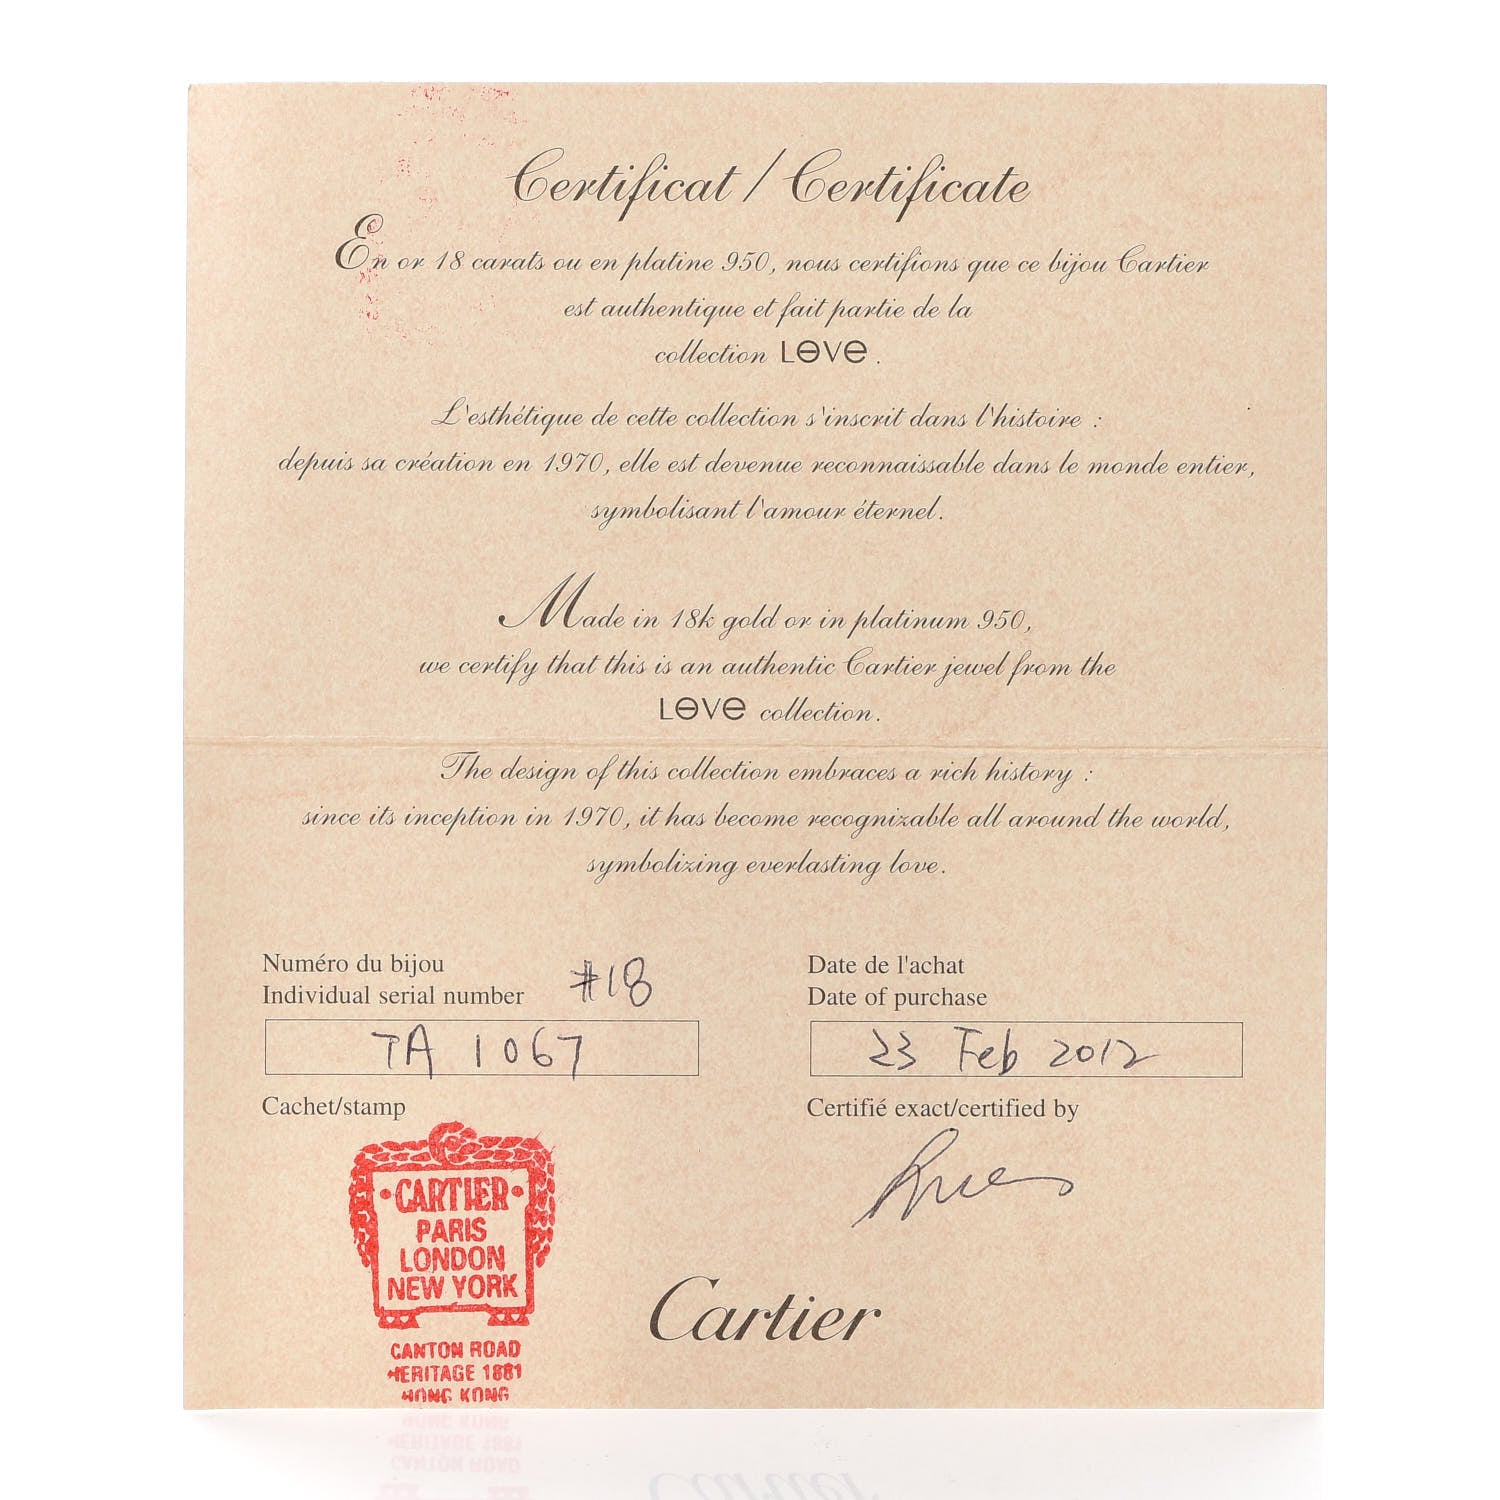 Certificat / Certificate
En or 18 carats ou en platine 950, nous certifions que ce bijou Cartier
est authentique et fait partie de la
collection LOVE.
L'esthétique de cette collection s'inscrit dans l'histoire :
depuis sa création en 1970, elle est devenue reconnaissable dans le monde entier,
symbolisant l'amour éternel.
Made in 18k gold or in platinum 950,
we certify that this is an authentic Cartier jewel from the
LOVE collection.
The design of this collection embraces a rich history :
since its inception in 1970, it has become recognizable all around the world,
symbolizing everlasting love.
Numéro du bijou
Individual serial number #18
TA 1067
Date de l'achat
Date of purchase
23 Feb 2012
Cachet/stamp
CARTIER
PARIS
LONDON
NEW YORK
CANTON ROAD
HERITAGE 1881
HONG KONG
Certifié exact/certified by
Cartier